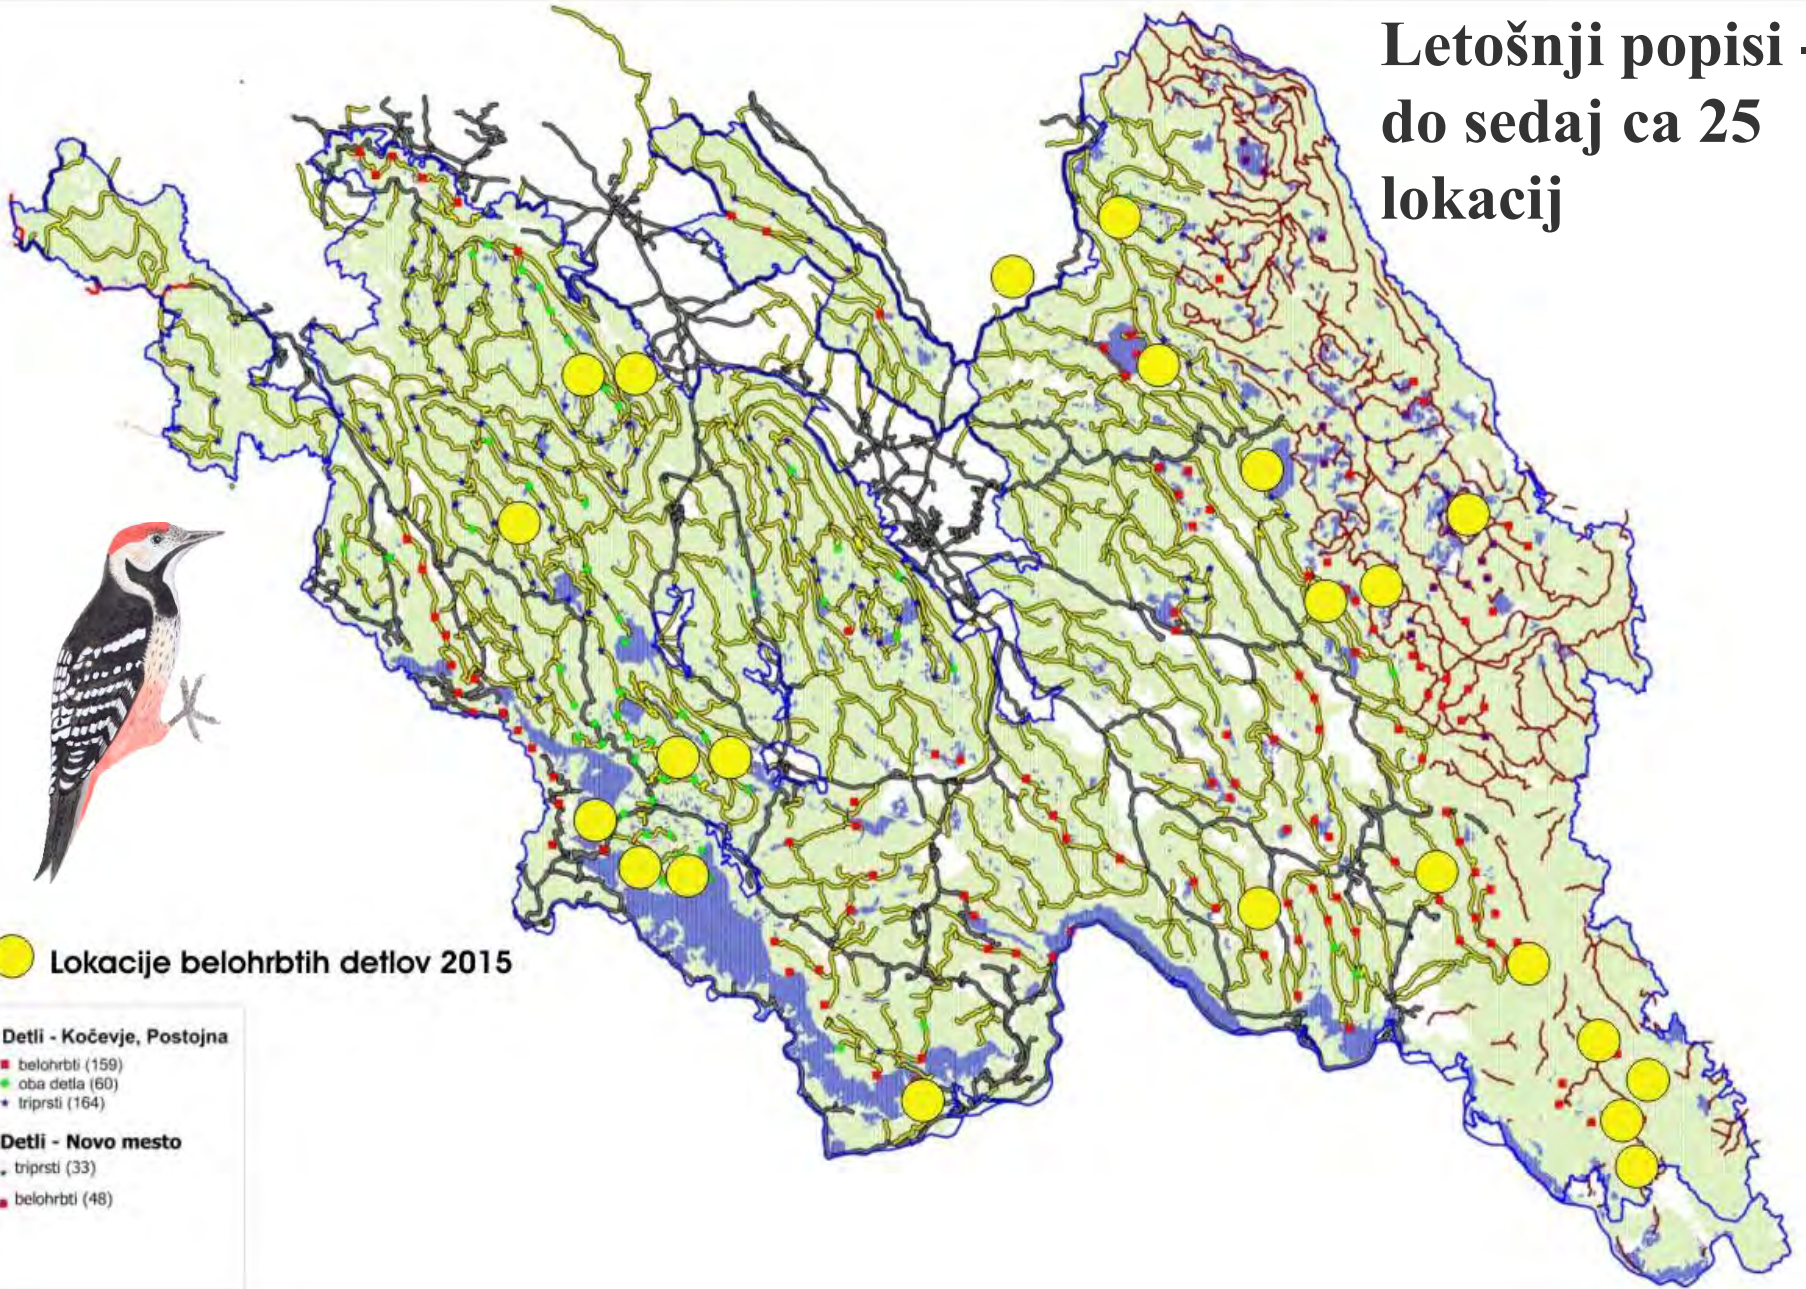 Letošnji popisi -
do sedaj ca 25
lokacij
Lokacije belohrbtih detlov 2015
Detli - Kočevje, Postojna
belohrbti (159)
oba detla (60)
triprsti (164)
Detli - Novo mesto
triprsti (33)
belohrbti (48)